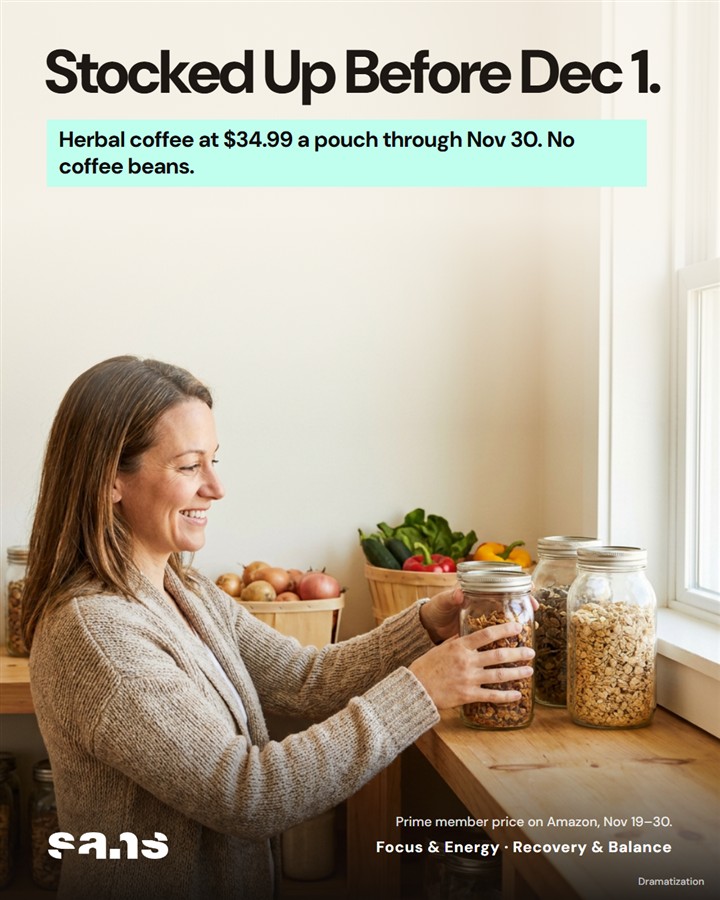 Stocked Up Before Dec 1.
Herbal coffee at $34.99 a pouch through Nov 30. No
coffee beans.
Prime member price on Amazon, Nov 19–30.
sans
Focus & Energy · Recovery & Balance
Dramatization